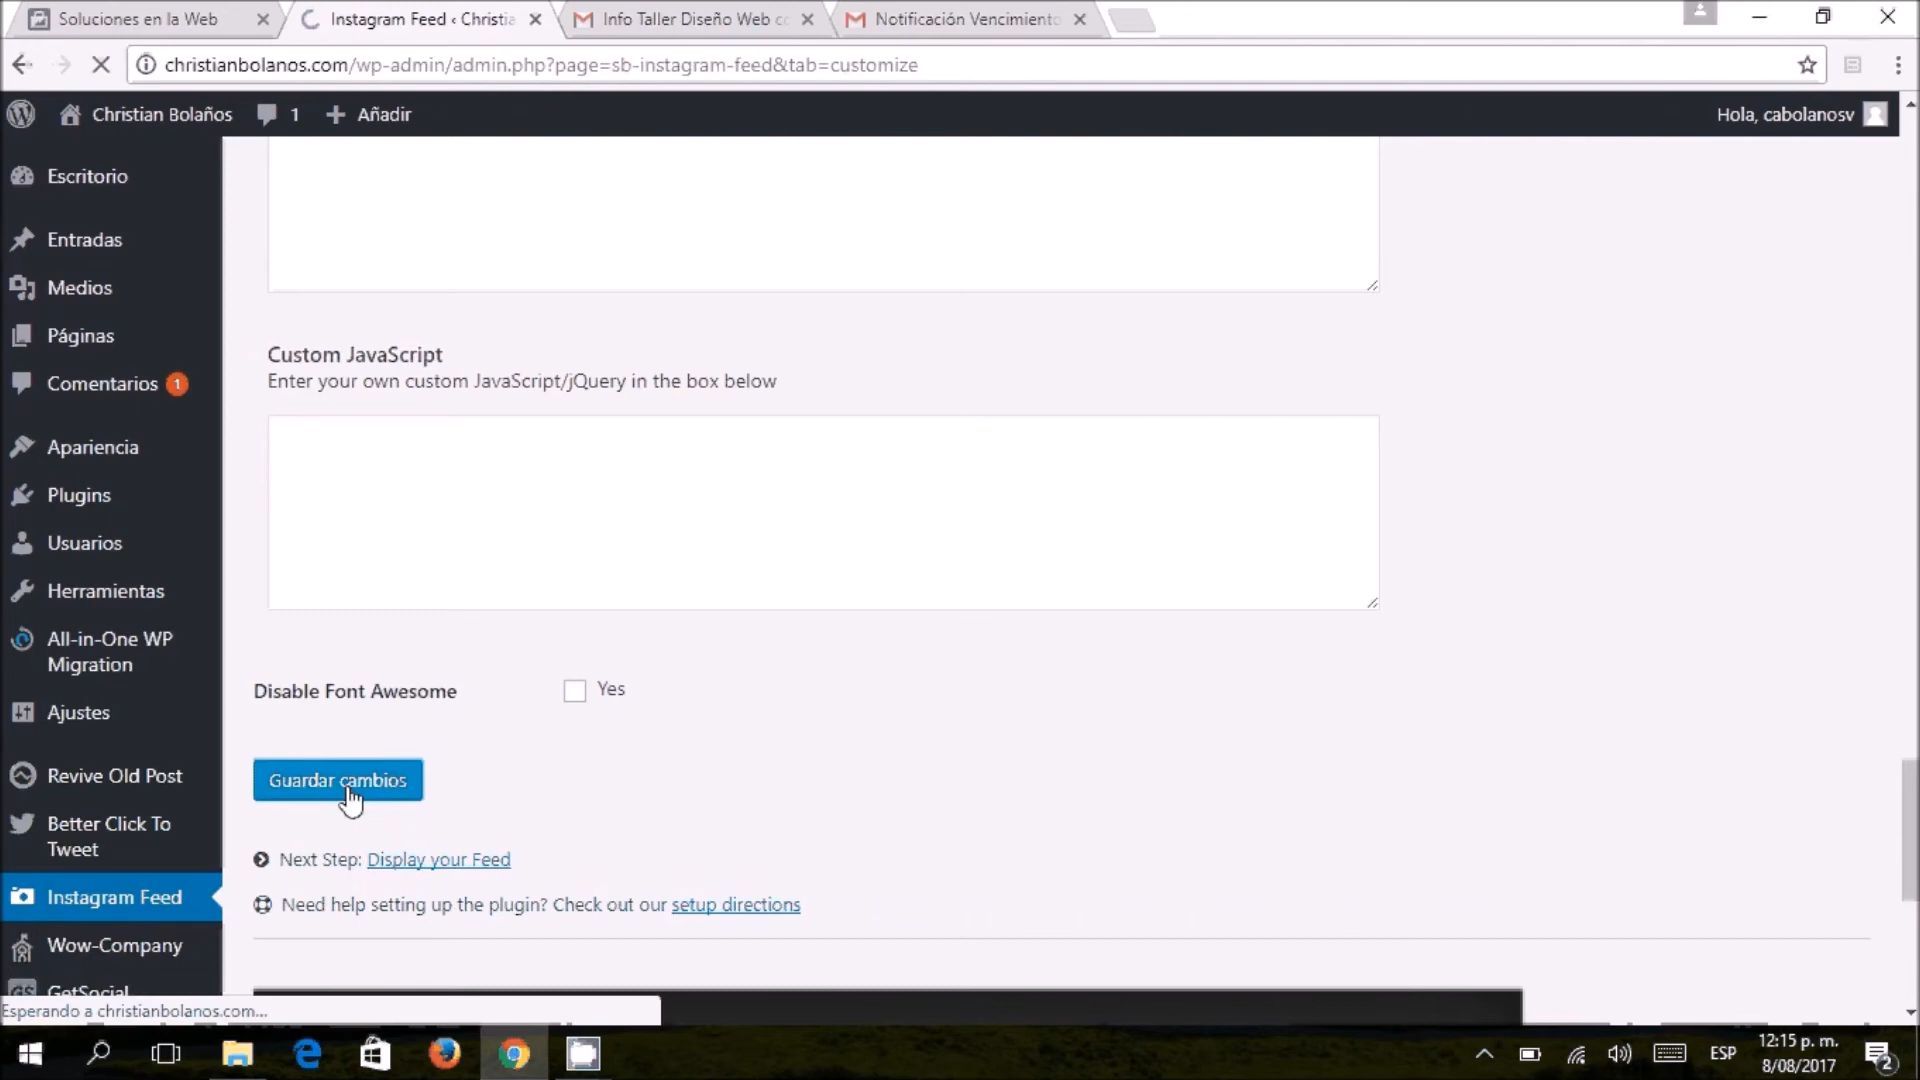 Soluciones en la Web
Instagram Feed ‹ Christia
Info Taller Diseño Web co
Notificación Vencimiento
christianbolanos.com/wp-admin/admin.php?page=sb-instagram-feed&tab=customize
Christian Bolaños
1
Añadir
Hola, cabolanosv
Escritorio
Entradas
Medios
Páginas
Comentarios 1
Apariencia
Plugins
Usuarios
Herramientas
All-in-One WP
Migration
Ajustes
Revive Old Post
Better Click To
Tweet
Instagram Feed
Wow-Company
GetSocial
Custom JavaScript
Enter your own custom JavaScript/jQuery in the box below
Disable Font Awesome
Yes
Guardar cambios
Next Step: Display your Feed
Need help setting up the plugin? Check out our setup directions
Esperando a christianbolanos.com...
ESP
12:15 p. m.
8/08/2017
2